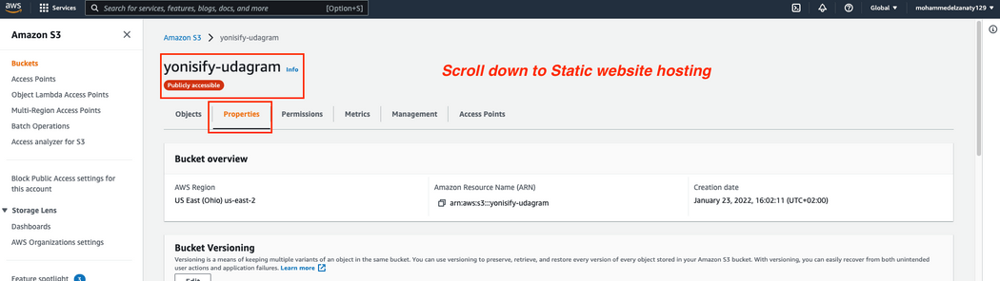 aws
Services
Search for services, features, blogs, docs, and more
[Option+S]
Global
mohammedelzanaty129
Amazon S3
Buckets
Access Points
Object Lambda Access Points
Multi-Region Access Points
Batch Operations
Access analyzer for S3
Block Public Access settings for
this account
Storage Lens
Dashboards
AWS Organizations settings
Feature spotlight 3
Amazon S3 > yonisify-udagram
yonisify-udagram Info
Publicly accessible
Scroll down to Static website hosting
Objects
Properties
Permissions
Metrics
Management
Access Points
Bucket overview
AWS Region
US East (Ohio) us-east-2
Amazon Resource Name (ARN)
arn:aws:s3:::yonisify-udagram
Creation date
January 23, 2022, 16:02:11 (UTC+02:00)
Bucket Versioning
Versioning is a means of keeping multiple variants of an object in the same bucket. You can use versioning to preserve, retrieve, and restore every version of every object stored in your Amazon S3 bucket. With versioning, you can easily recover from both unintended
user actions and application failures. Learn more
Edit